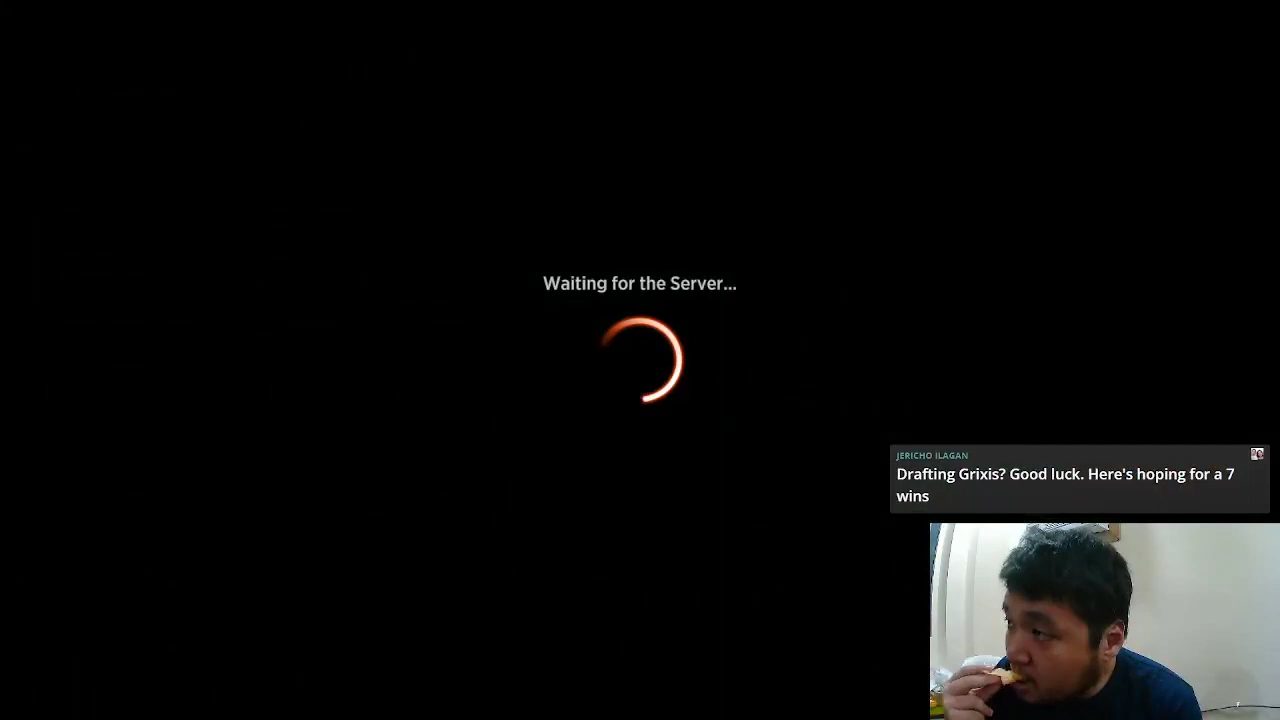 Waiting for the Server...
JERICHO ILAGAN
Drafting Grixis? Good luck. Here's hoping for a 7
wins